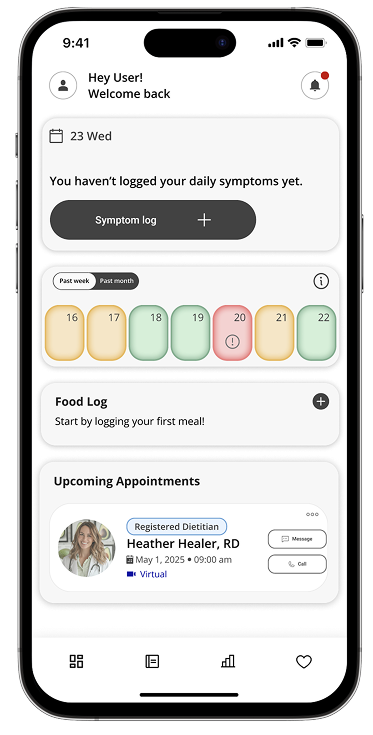 9:41
Hey User!
Welcome back
23 Wed
You haven’t logged your daily symptoms yet.
Symptom log
Past week Past month
16 17 18 19 20 21 22
Food Log
Start by logging your first meal!
Upcoming Appointments
Registered Dietitian
Heather Healer, RD
May 1, 2025 • 09:00 am
Virtual
Message
Call